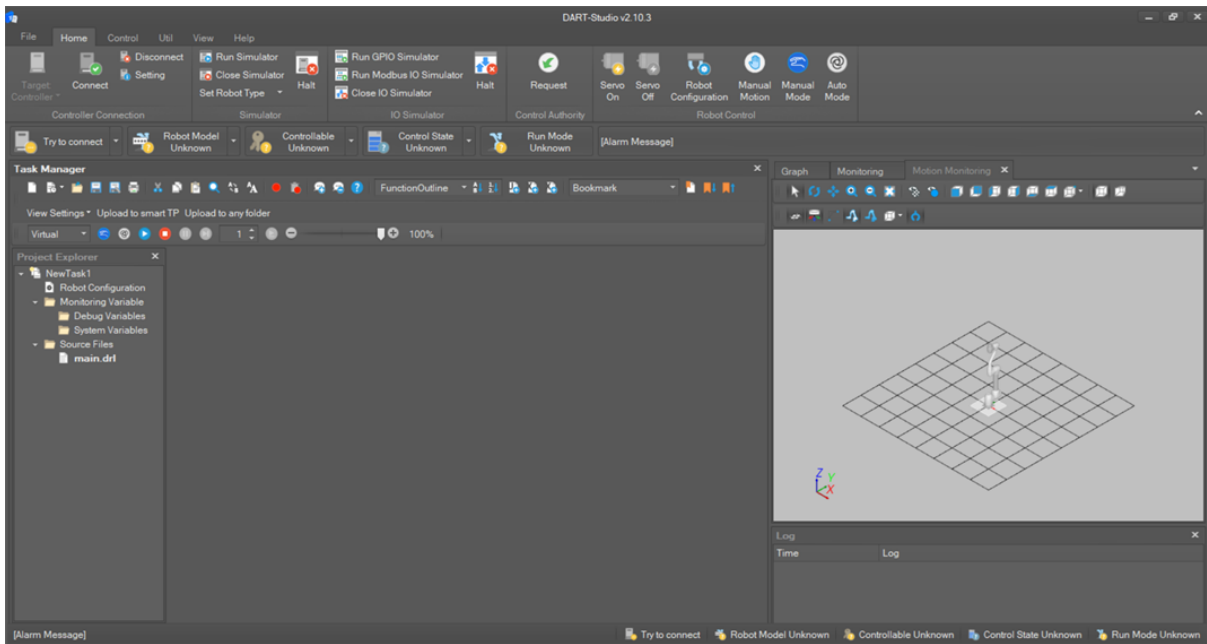 DART-Studio v2.10.3
File Home Control Util View Help
Target Controller
Connect
Disconnect
Setting
Controller Connection
Run Simulator
Close Simulator
Set Robot Type
Halt
Simulator
Run GPIO Simulator
Run Modbus IO Simulator
Close IO Simulator
Halt
IO Simulator
Request
Control Authority
Servo On
Servo Off
Robot Configuration
Manual Motion
Manual Mode
Auto Mode
Robot Control
Try to connect
Robot Model Unknown
Controllable Unknown
Control State Unknown
Run Mode Unknown
[Alarm Message]
Task Manager
FunctionOutline
Bookmark
View Settings Upload to smart TP Upload to any folder
Virtual 1 100%
Project Explorer
NewTask1
Robot Configuration
Monitoring Variable
Debug Variables
System Variables
Source Files
main.drl
Graph Monitoring Motion Monitoring
Z
Y
X
Log
Time Log
[Alarm Message] Try to connect Robot Model Unknown Controllable Unknown Control State Unknown Run Mode Unknown